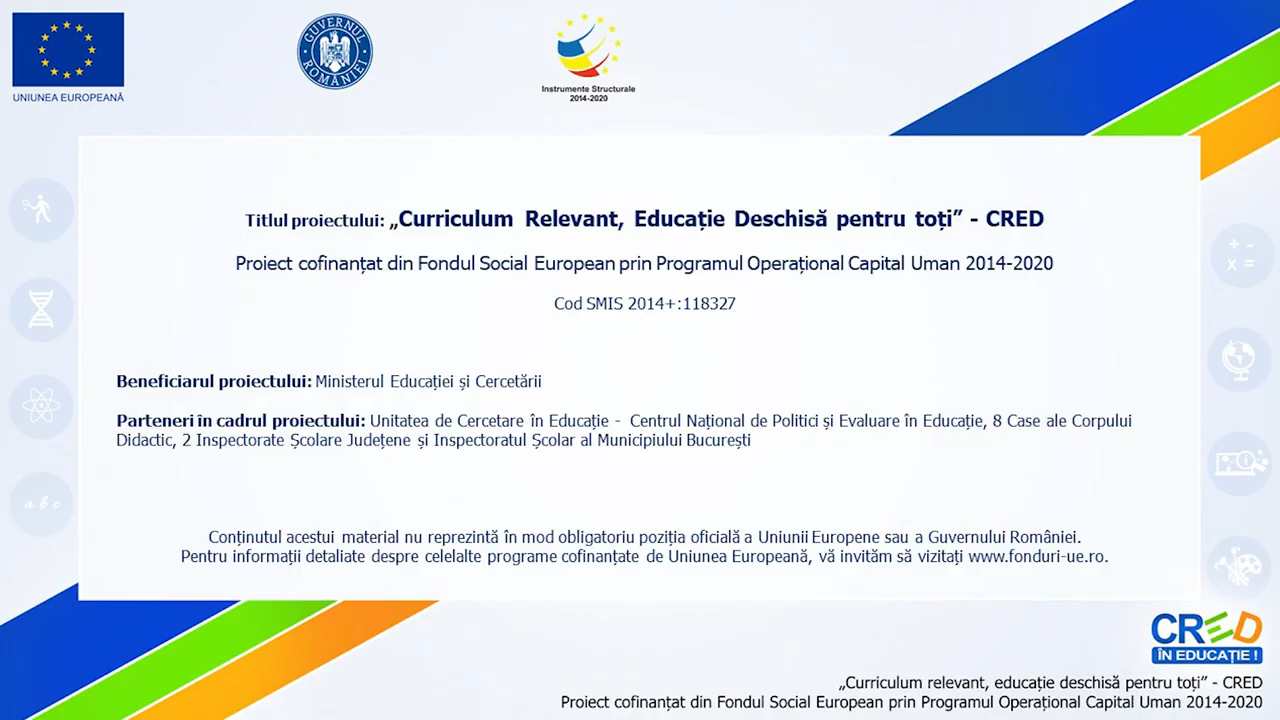 UNIUNEA EUROPEANĂ
GUVERNUL ROMÂNIEI
Instrumente Structurale
2014-2020
Titlul proiectului: „Curriculum Relevant, Educație Deschisă pentru toți” - CRED
Proiect cofinanțat din Fondul Social European prin Programul Operațional Capital Uman 2014-2020
Cod SMIS 2014+:118327
Beneficiarul proiectului: Ministerul Educației și Cercetării
Parteneri în cadrul proiectului: Unitatea de Cercetare în Educație - Centrul Național de Politici și Evaluare în Educație, 8 Case ale Corpului
Didactic, 2 Inspectorate Școlare Județene și Inspectoratul Școlar al Municipiului București
+ -
x =
a b c
Conținutul acestui material nu reprezintă în mod obligatoriu poziția oficială a Uniunii Europene sau a Guvernului României.
Pentru informații detaliate despre celelalte programe cofinanțate de Uniunea Europeană, vă invităm să vizitați www.fonduri-ue.ro.
CRED
ÎN EDUCAȚIE !
„Curriculum relevant, educație deschisă pentru toți” - CRED
Proiect cofinanțat din Fondul Social European prin Programul Operațional Capital Uman 2014-2020